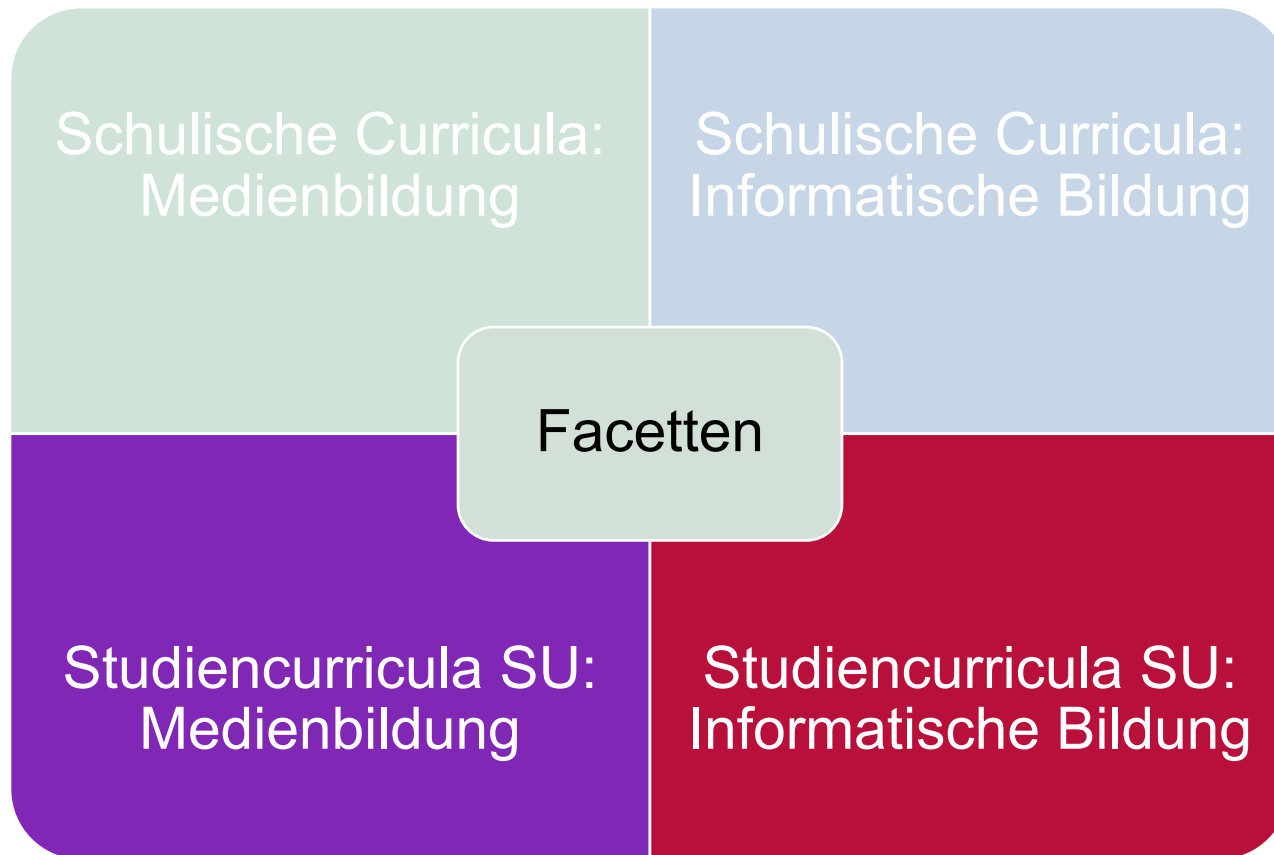 Schulische Curricula:
Medienbildung
Schulische Curricula:
Informatische Bildung
Facetten
Studiencurricula SU:
Medienbildung
Studiencurricula SU:
Informatische Bildung